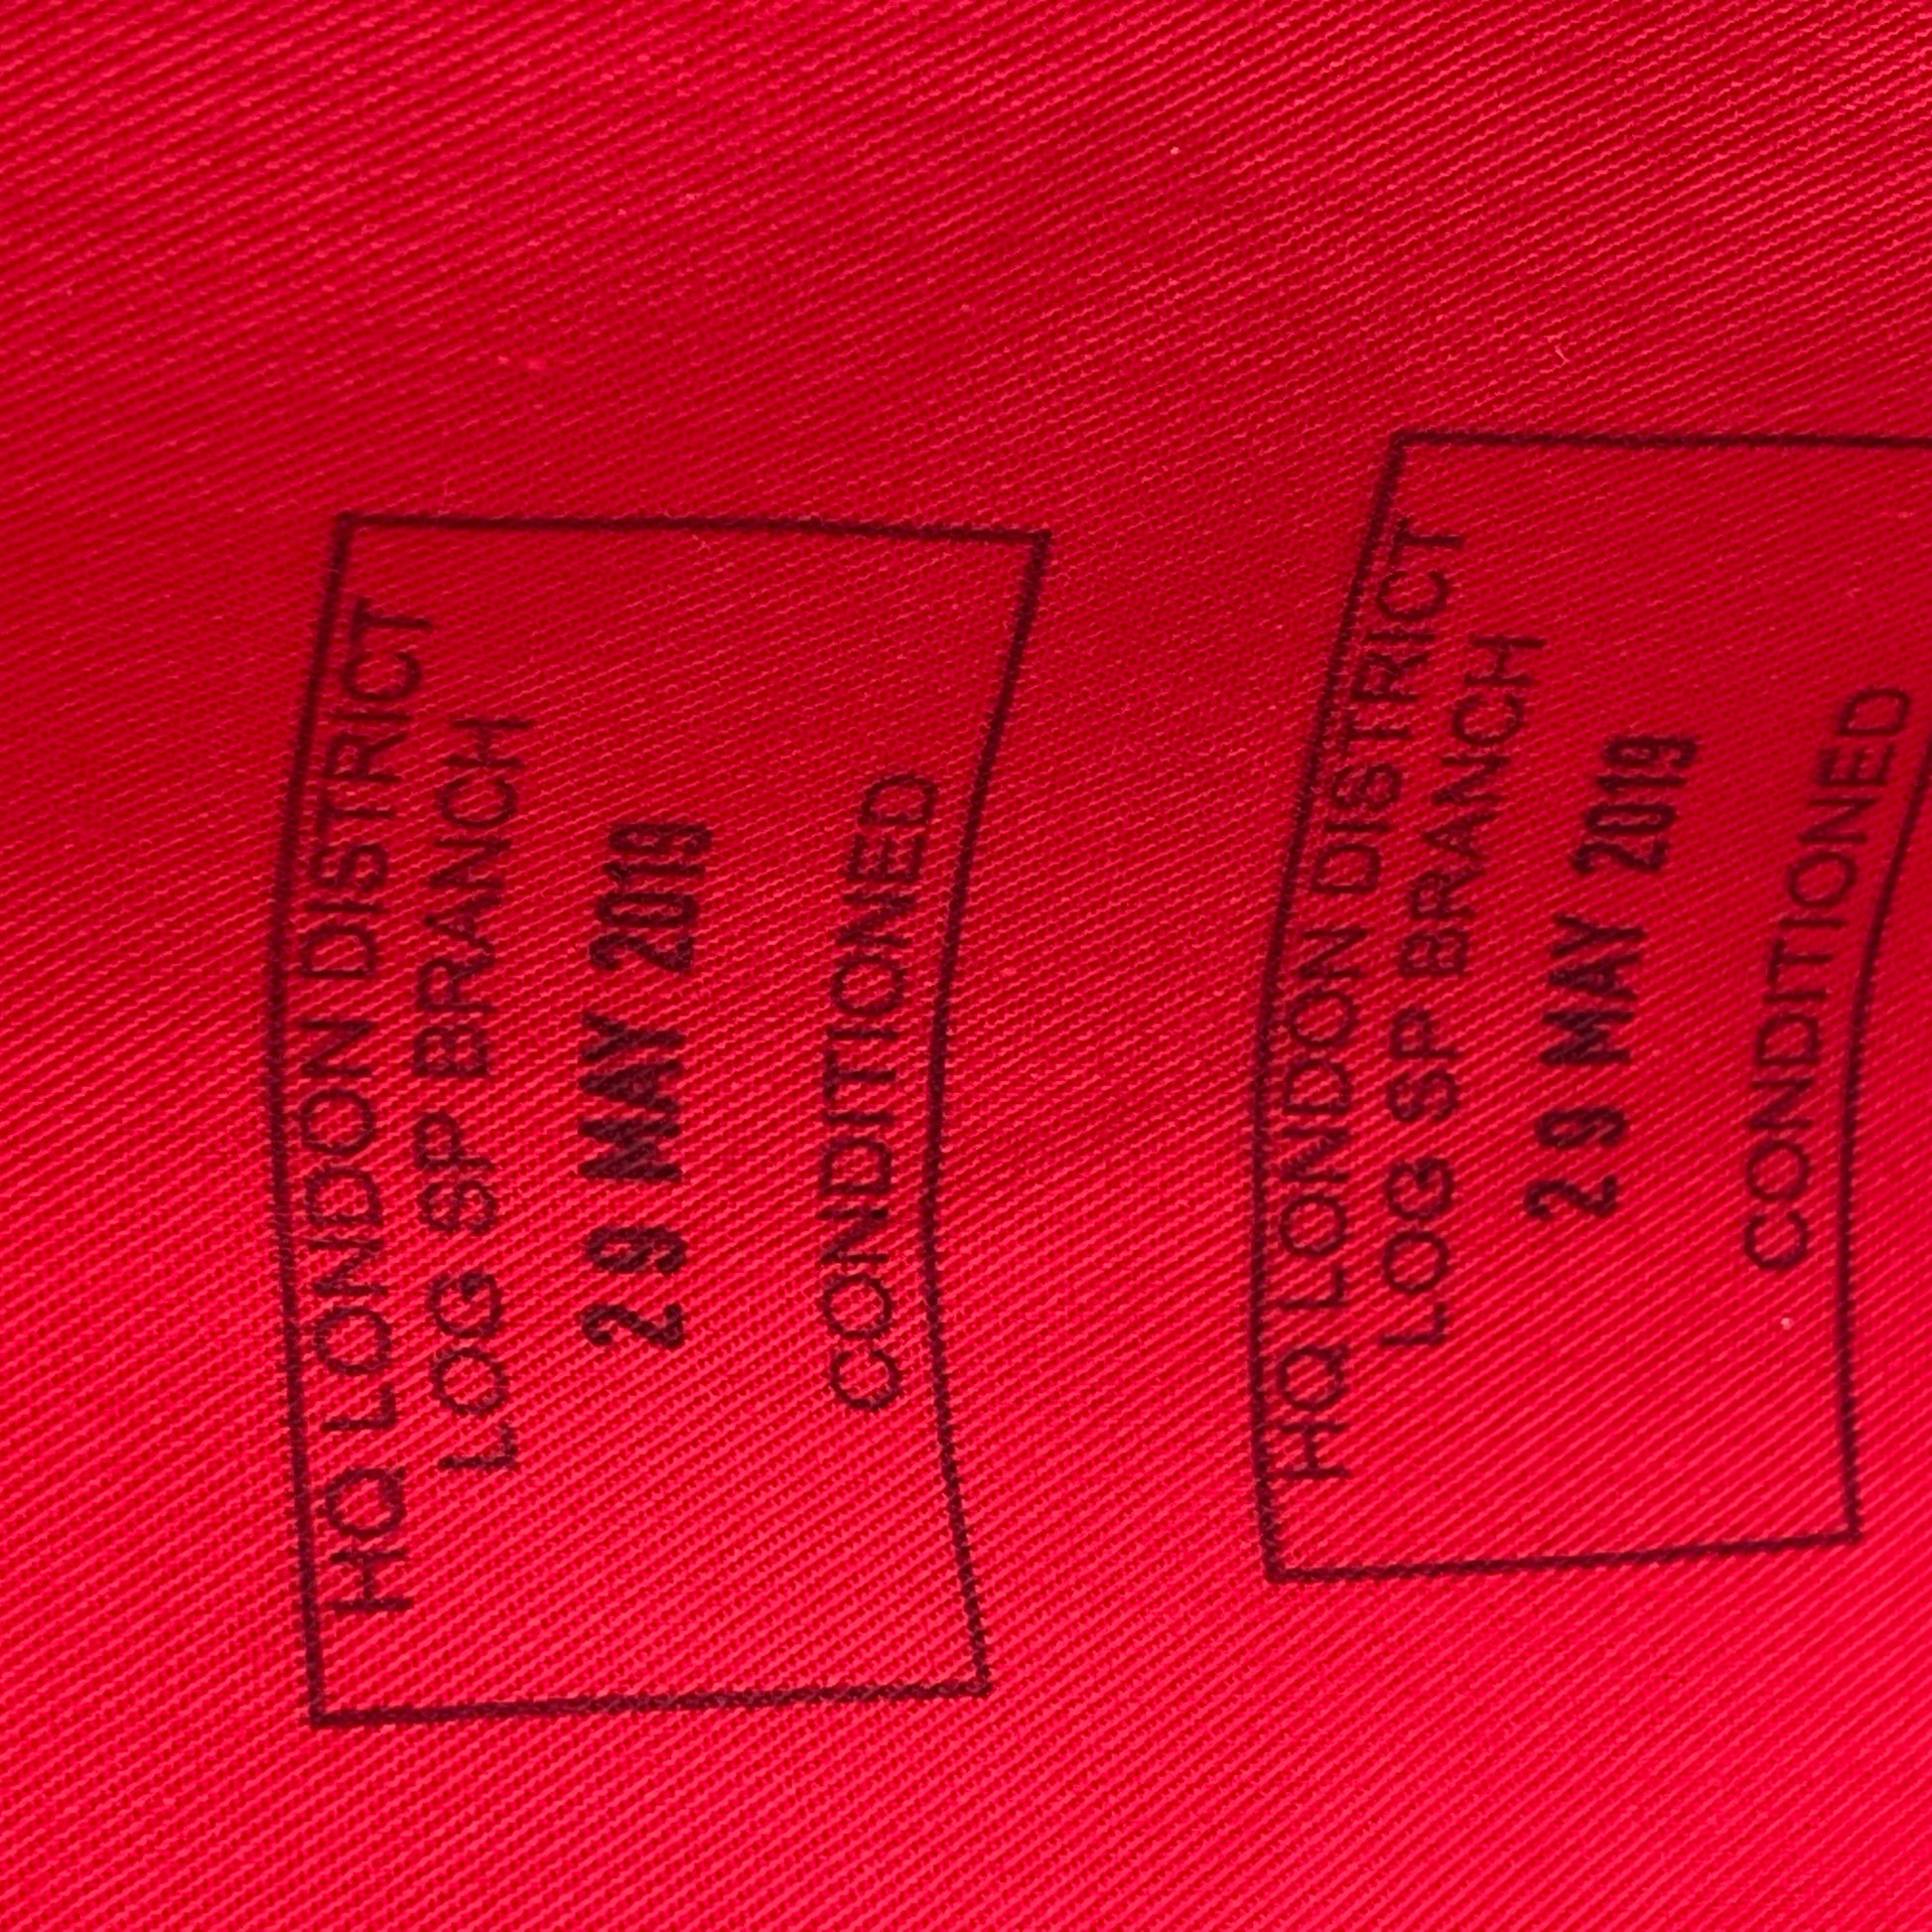 HQ LONDON DISTRICT
LOG SP BRANCH
29 MAY 2019
CONDITIONED
HQ LONDON DISTRICT
LOG SP BRANCH
29 MAY 2019
CONDITIONED